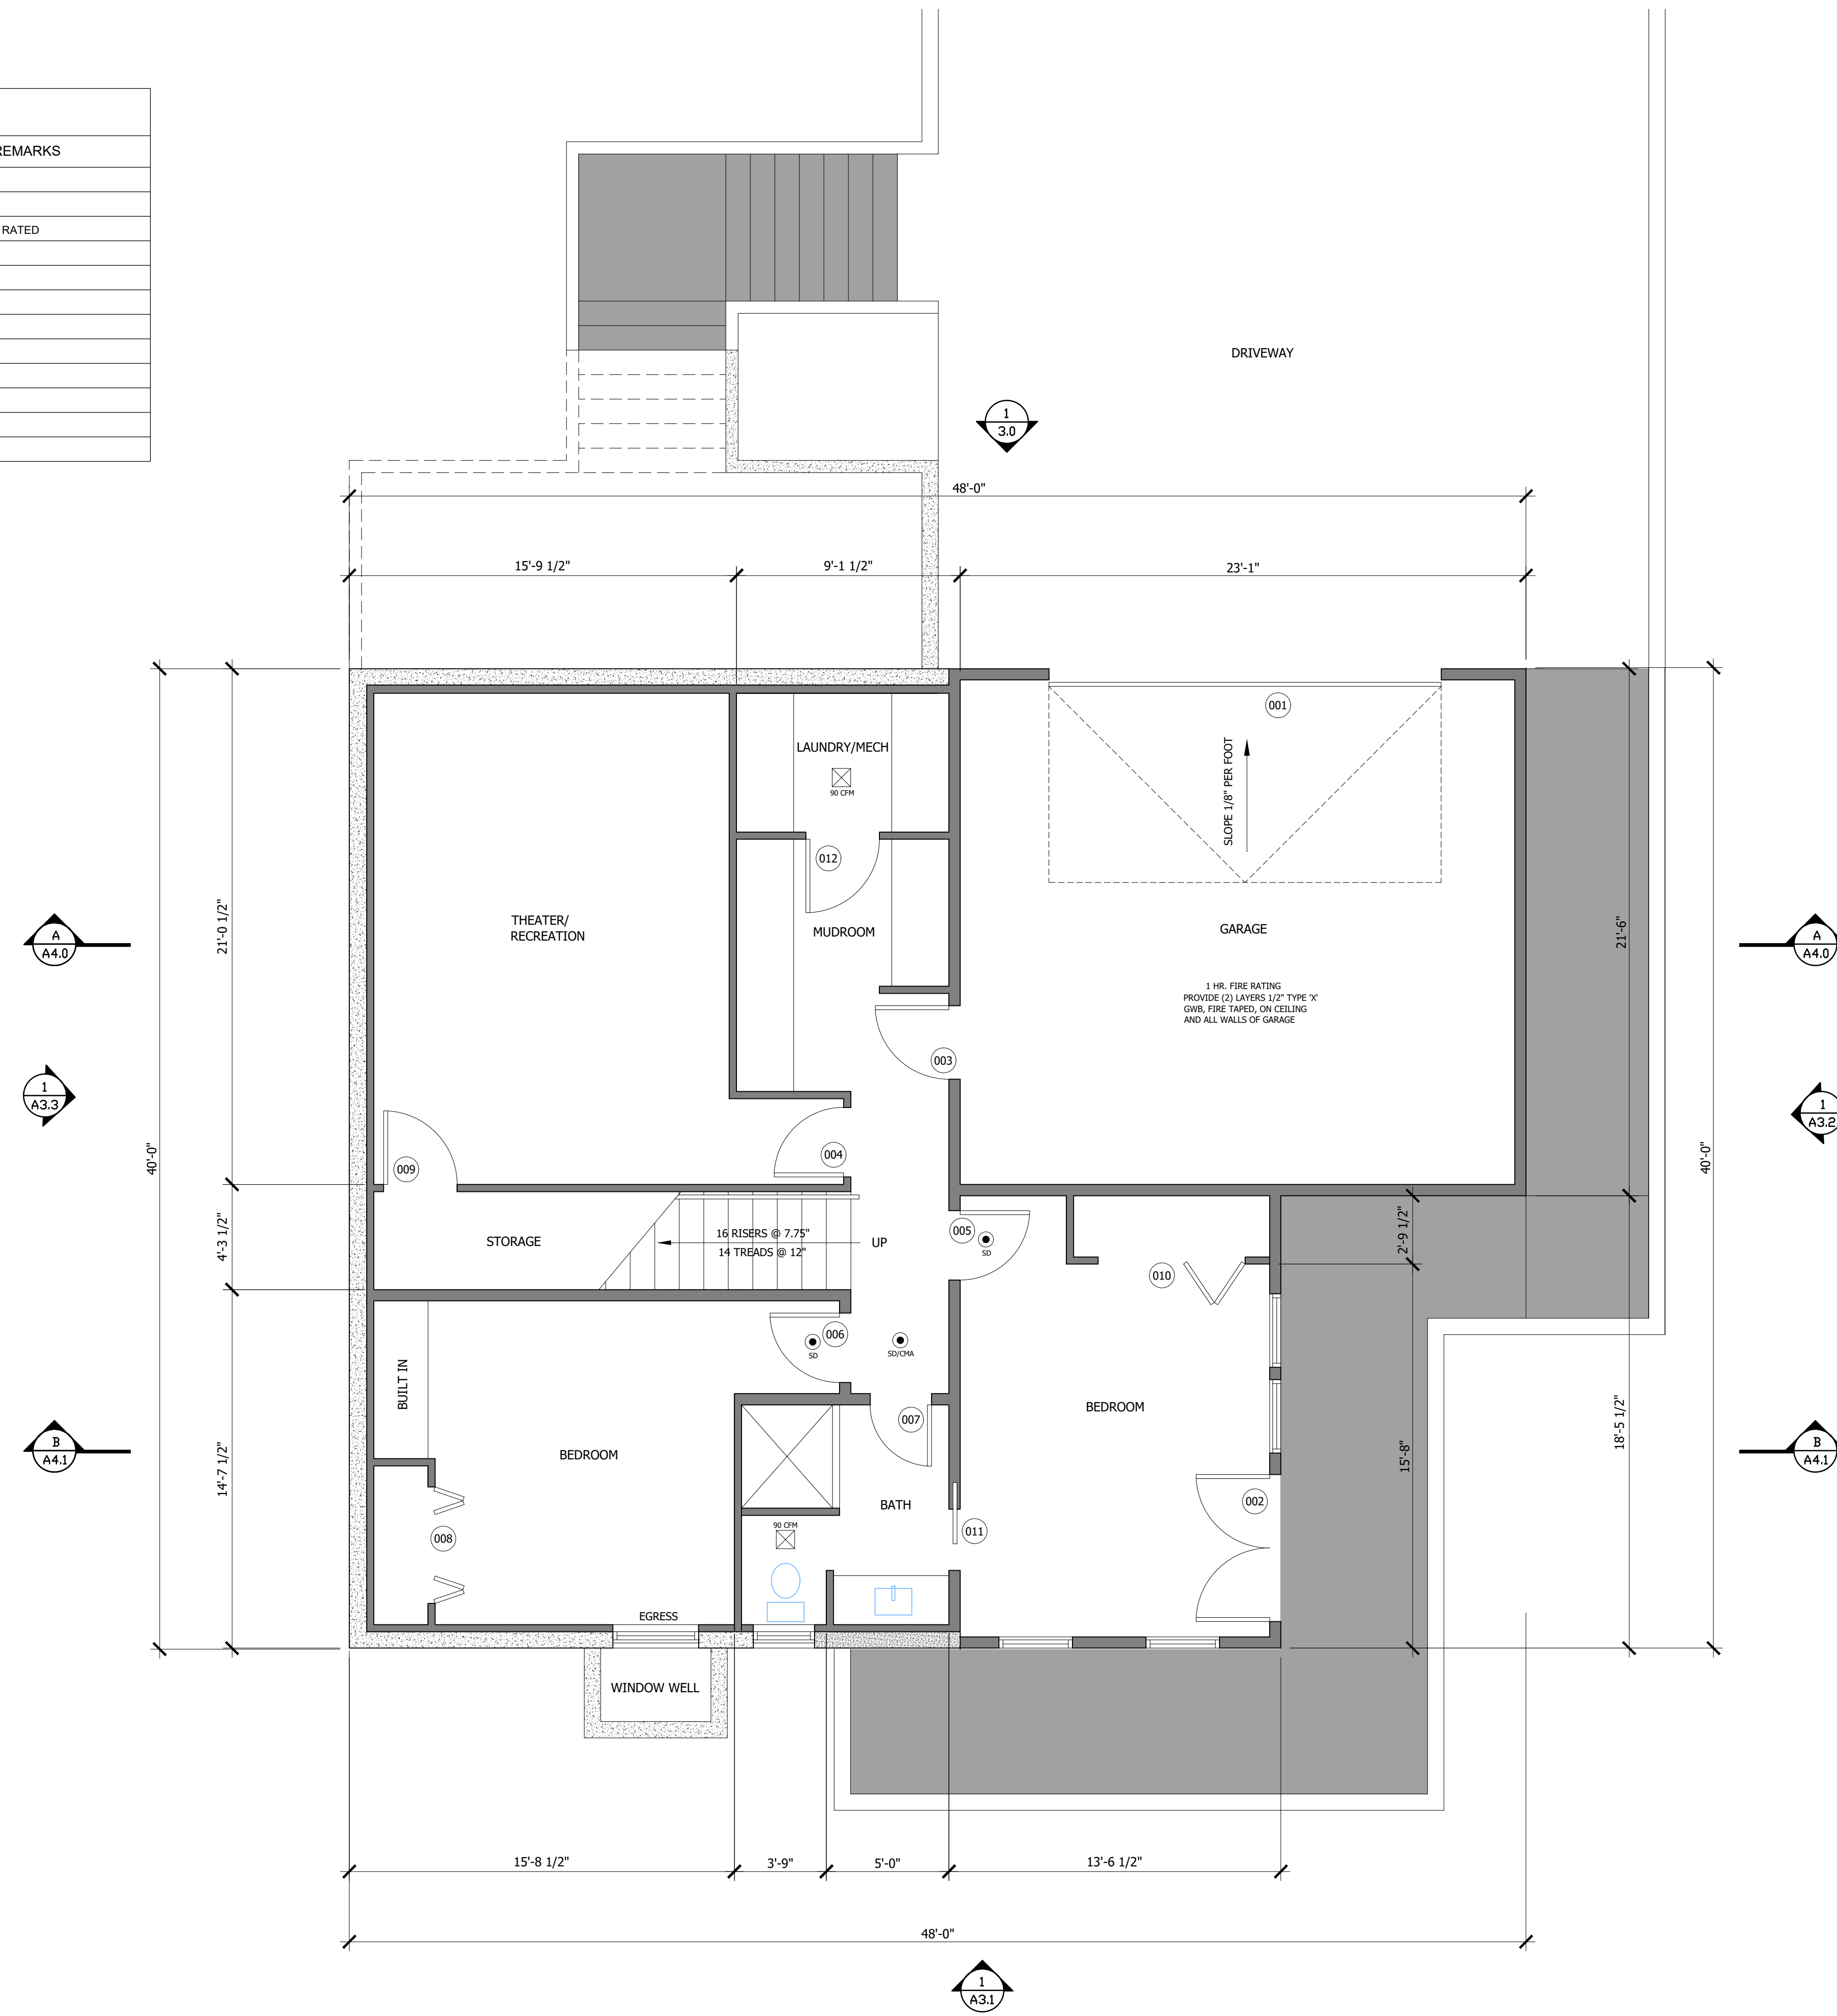 REMARKS
RATED
DRIVEWAY
1
3.0
48'-0"
15'-9 1/2"
9'-1 1/2"
23'-1"
001
LAUNDRY/MECH
90 CFM
SLOPE 1/8" PER FOOT
012
THEATER/
RECREATION
MUDROOM
GARAGE
21'-0 1/2"
21'-6"
A
A4.0
A
A4.0
1 HR. FIRE RATING
PROVIDE (2) LAYERS 1/2" TYPE 'X'
GWB, FIRE TAPED, ON CEILING
AND ALL WALLS OF GARAGE
003
1
A3.3
1
A3.2
40'-0"
40'-0"
004
009
4'-3 1/2"
STORAGE
16 RISERS @ 7.75"
14 TREADS @ 12"
UP
005
SD
2'-9 1/2"
010
006
SD
SD/CMA
BUILT IN
007
BEDROOM
18'-5 1/2"
B
A4.1
B
A4.1
14'-7 1/2"
BEDROOM
15'-8"
BATH
002
008
90 CFM
011
EGRESS
WINDOW WELL
15'-8 1/2"
3'-9"
5'-0"
13'-6 1/2"
48'-0"
1
A3.1